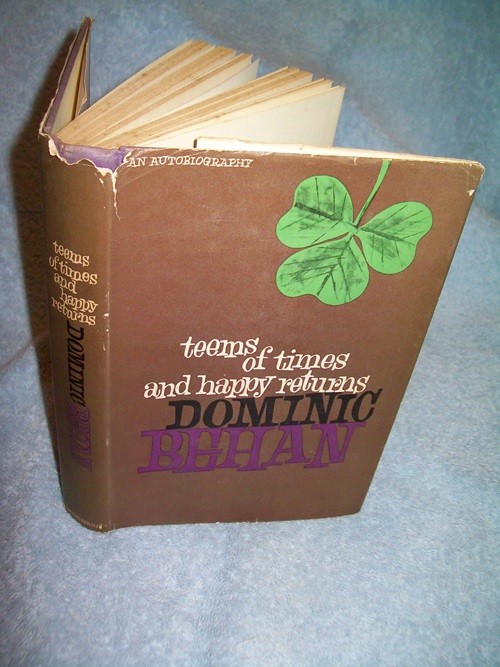 AN AUTOBIOGRAPHY
teems
of times
and happy returns
DOMINIC
BEHAN
teems
of times
and
happy
returns
DOMINIC
BEHAN